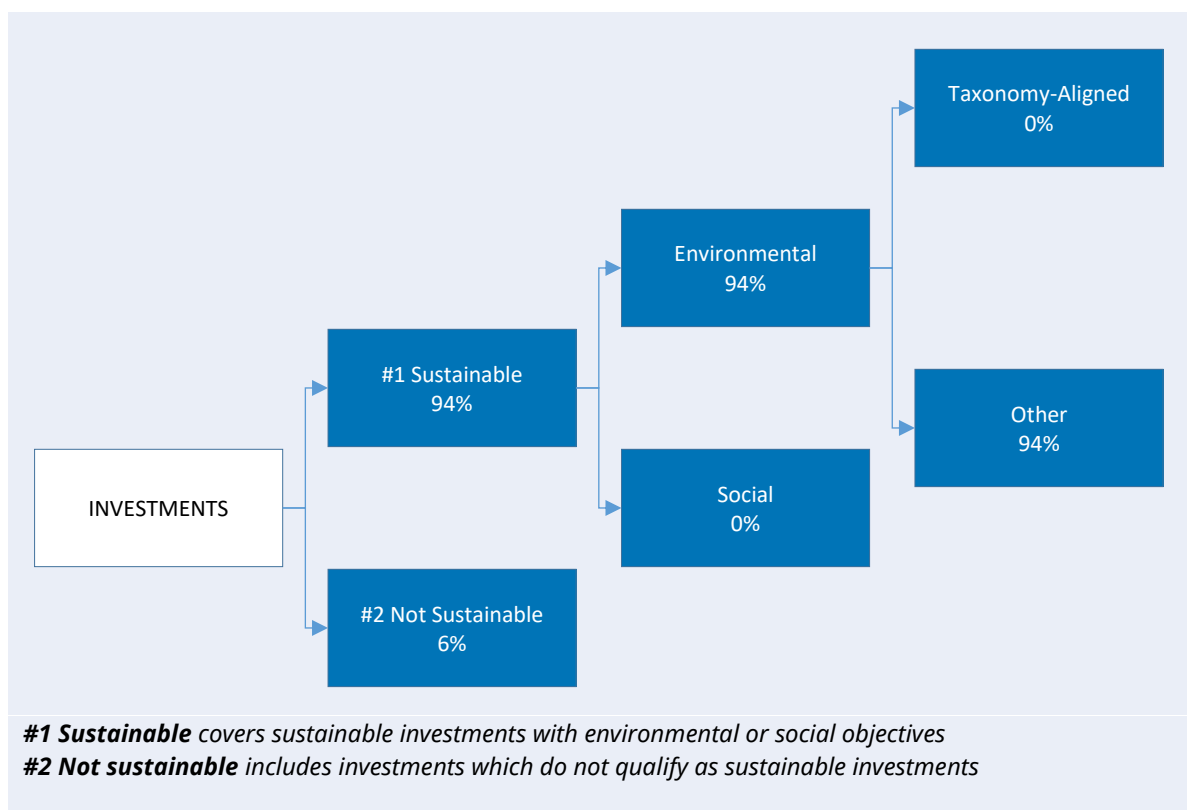 Taxonomy-Aligned
0%
Environmental
94%
#1 Sustainable
94%
Other
94%
INVESTMENTS
Social
0%
#2 Not Sustainable
6%
#1 Sustainable covers sustainable investments with environmental or social objectives
#2 Not sustainable includes investments which do not qualify as sustainable investments